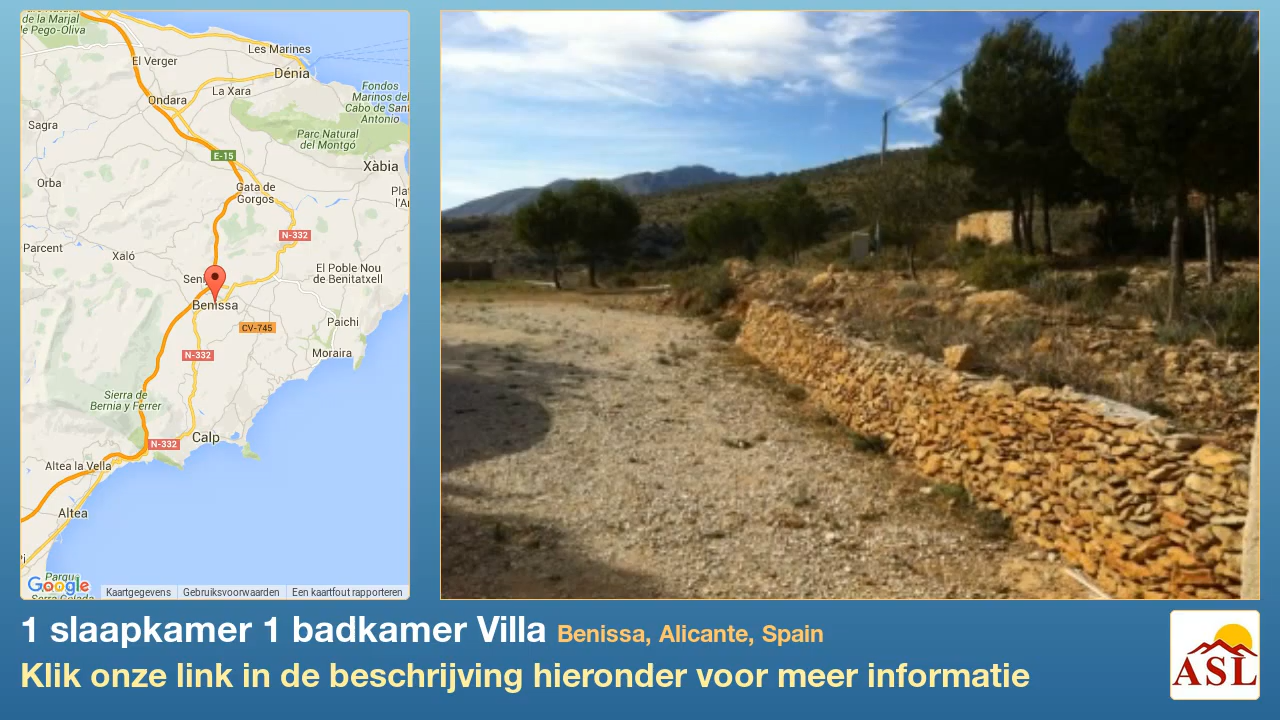 de la Marjal
de Pego-Oliva
Les Marines
El Verger
Dénia
La Xara
Fondos
Marinos del
Cabo de San
Antonio
Ondara
Sagra
Parc Natural
del Montgó
E-15
Xàbia
Orba
Gata de
Gorgos
N-332
Parcent
Xaló
El Poble Nou
de Benitatxell
Benissa
CV-745
Paichi
N-332
Moraira
Sierra de
Bernia y Ferrer
N-332
Calp
Altea la Vella
Altea
Google
Kaartgegevens
Gebruiksvoorwaarden
Een kaartfout rapporteren
1 slaapkamer 1 badkamer Villa Benissa, Alicante, Spain
Klik onze link in de beschrijving hieronder voor meer informatie
ASL